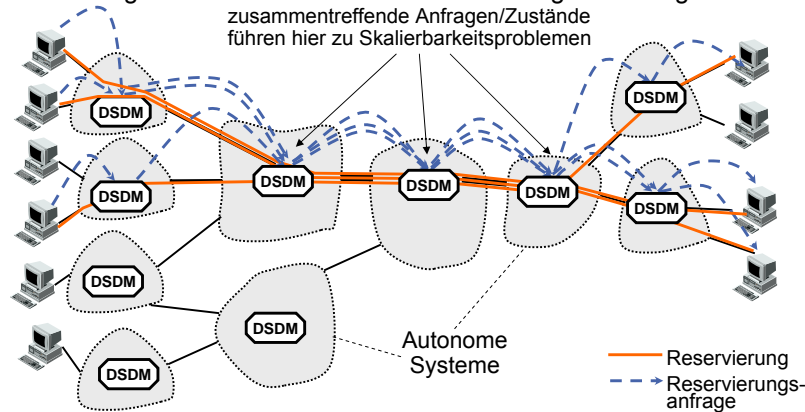 zusammentreffende Anfragen/Zustände
führen hier zu Skalierbarkeitsproblemen
DSDM
DSDM
DSDM
DSDM
DSDM
DSDM
DSDM
DSDM
DSDM
DSDM
Autonome
Systeme
Reservierung
Reservierungs-
anfrage